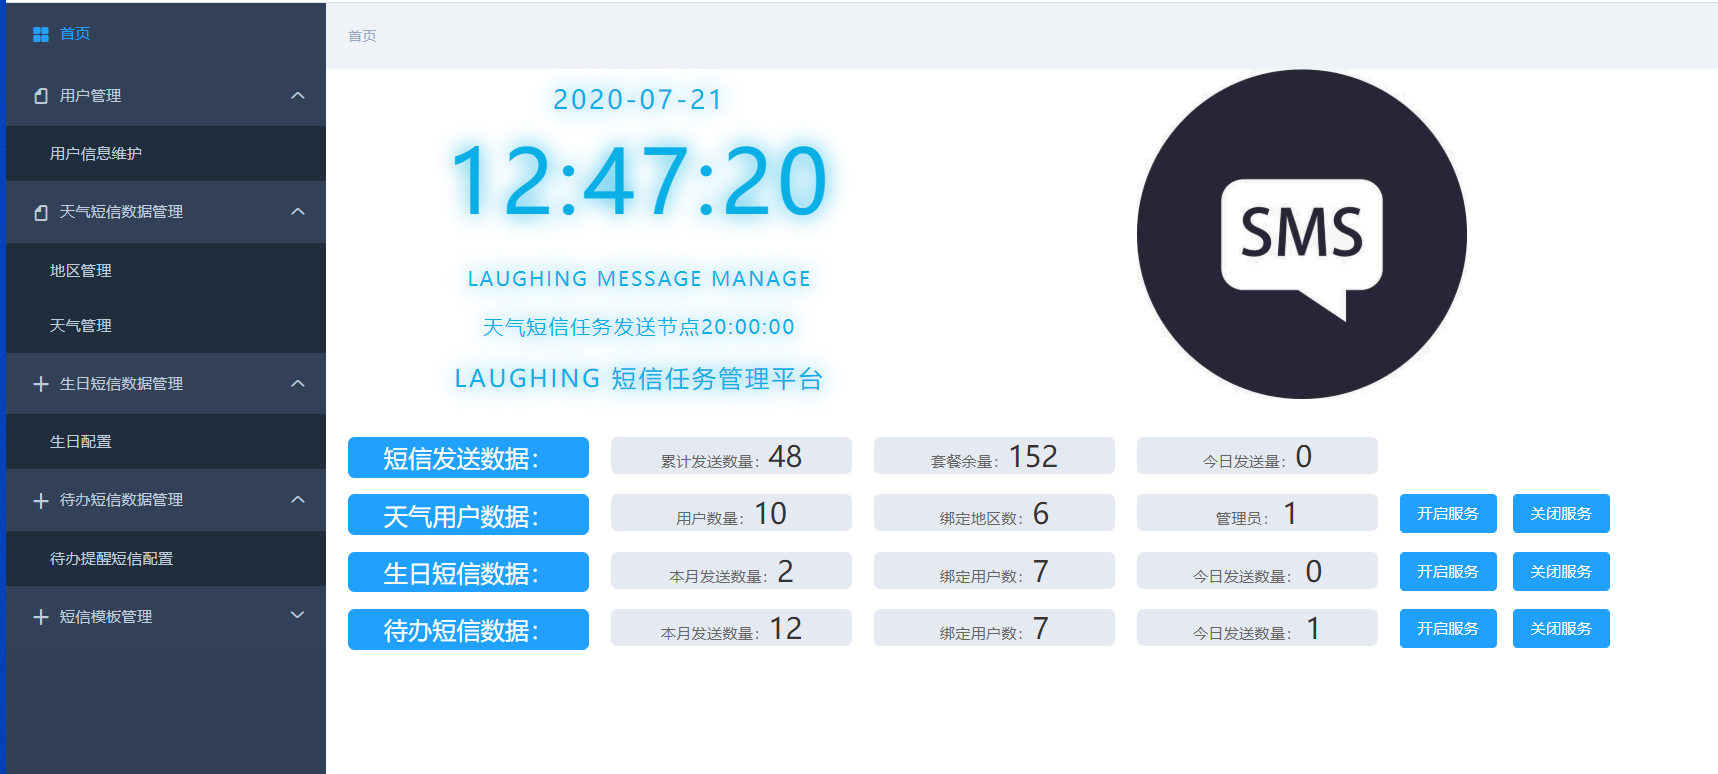 首页
用户管理
用户信息维护
天气短信数据管理
地区管理
天气管理
生日短信数据管理
生日配置
待办短信数据管理
待办提醒短信配置
短信模板管理
首页
2020-07-21
12:47:20
LAUGHING MESSAGE MANAGE
天气短信任务发送节点20:00:00
LAUGHING 短信任务管理平台
SMS
短信发送数据： 累计发送数量：48 套餐余量：152 今日发送量：0
天气用户数据： 用户数量：10 绑定地区数：6 管理员：1 开启服务 关闭服务
生日短信数据： 本月发送数量：2 绑定用户数：7 今日发送数量：0 开启服务 关闭服务
待办短信数据： 本月发送数量：12 绑定用户数：7 今日发送数量：1 开启服务 关闭服务